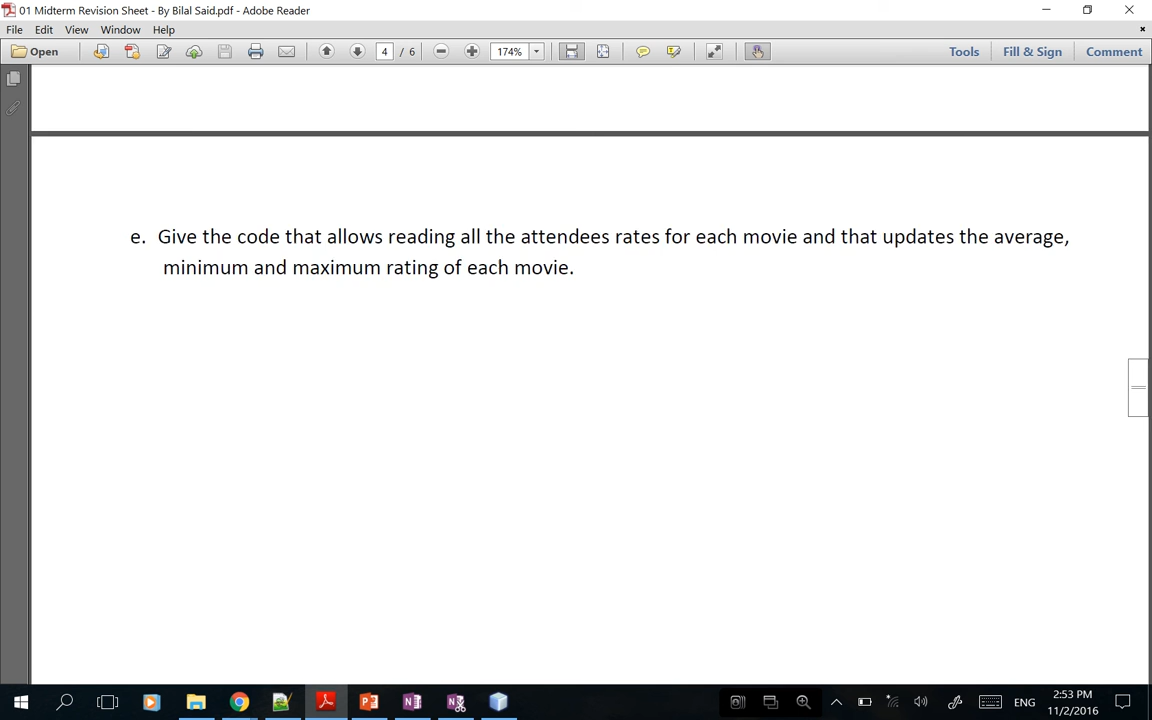 01 Midterm Revision Sheet - By Bilal Said.pdf - Adobe Reader
File Edit View Window Help
Open 4 / 6 174% Tools Fill & Sign Comment
e. Give the code that allows reading all the attendees rates for each movie and that updates the average,
minimum and maximum rating of each movie.
ENG 2:53 PM
11/2/2016